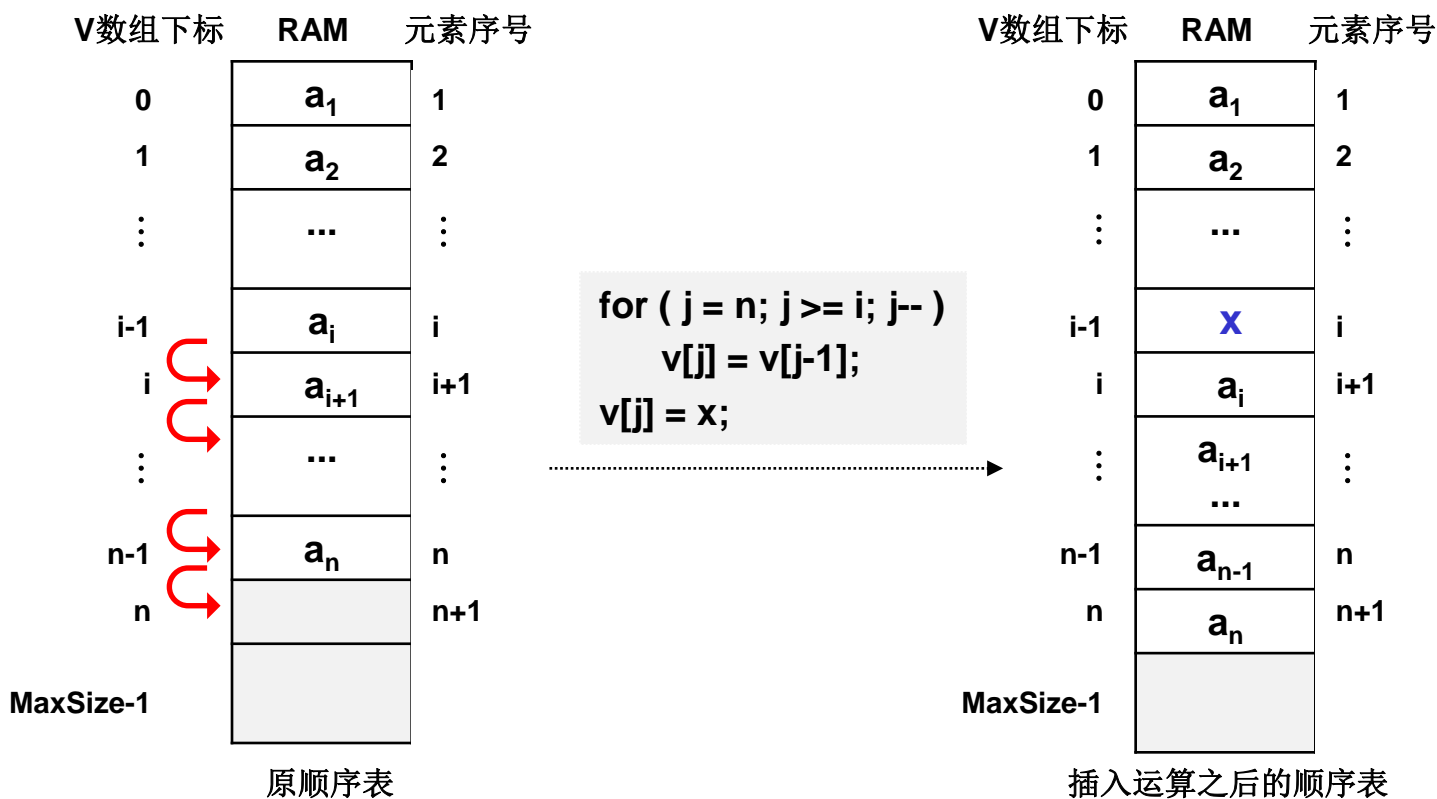 V数组下标 RAM 元素序号 V数组下标 RAM 元素序号
0 a1 1 0 a1 1
1 a2 2 1 a2 2
⋮ ... ⋮ ⋮ ... ⋮
for ( j = n; j >= i; j-- )
i-1 ai i i-1 x i
v[j] = v[j-1];
i ai+1 i+1 i ai i+1
v[j] = x;
⋮ ... ⋮ ⋮ ai+1 ⋮
...
n-1 an n n-1 an-1 n
n n+1 n an n+1
MaxSize-1 MaxSize-1
原顺序表 插入运算之后的顺序表